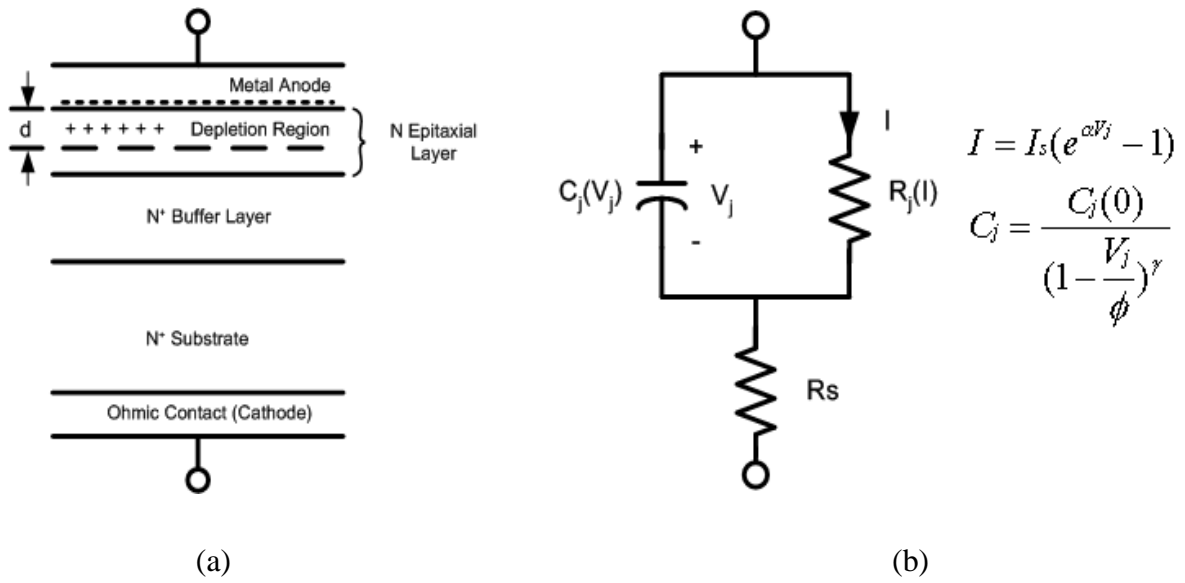 Metal Anode
d
+ + + + + +
Depletion Region
N Epitaxial
Layer
N⁺ Buffer Layer
N⁺ Substrate
Ohmic Contact (Cathode)
(a)
I
+
Cⱼ(Vⱼ)
Vⱼ
-
Rⱼ(I)
Rs
I = Iₛ(e^{αVⱼ} − 1)
Cⱼ = Cⱼ(0) / (1 − Vⱼ/ϕ)^γ
(b)